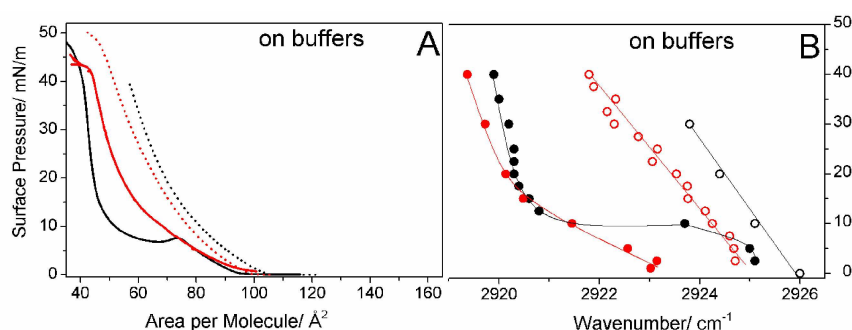 on buffers
A
Surface Pressure/ mN/m
50
40
30
20
10
0
40 60 80 100 120 140 160
Area per Molecule/ Å²
on buffers
B
50
40
30
20
10
0
2920 2922 2924 2926
Wavenumber/ cm⁻¹